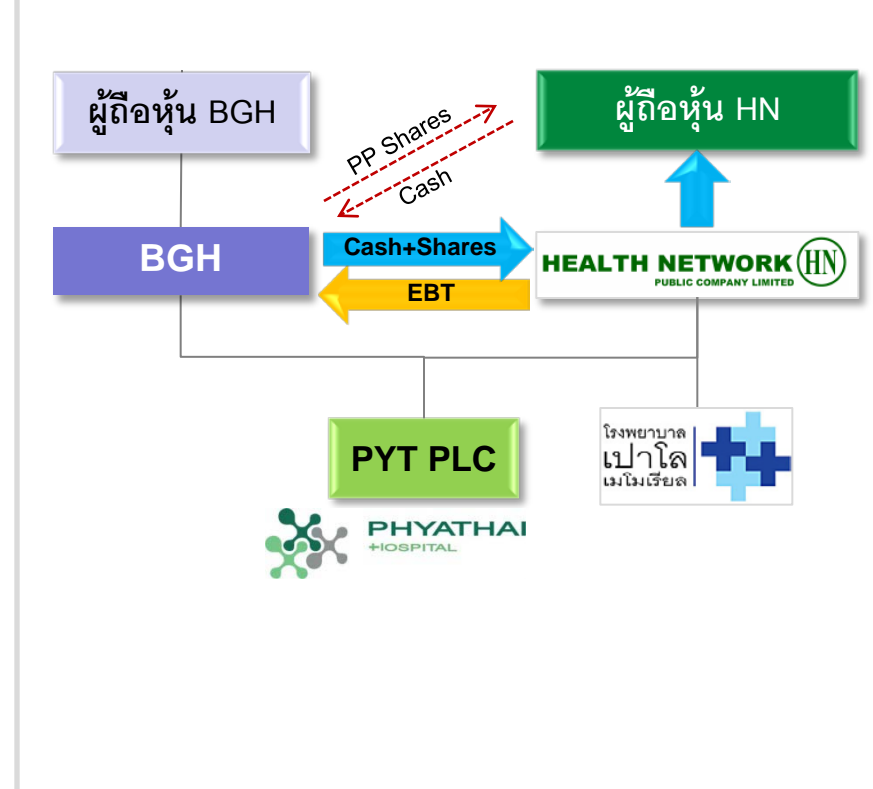 ผู้ถือหุ้น BGH
ผู้ถือหุ้น HN
PP Shares
Cash
BGH
Cash+Shares
EBT
HEALTH NETWORK HN
PUBLIC COMPANY LIMITED
PYT PLC
โรงพยาบาล
เปาโล
เมโมเรียล
PHYATHAI
HOSPITAL